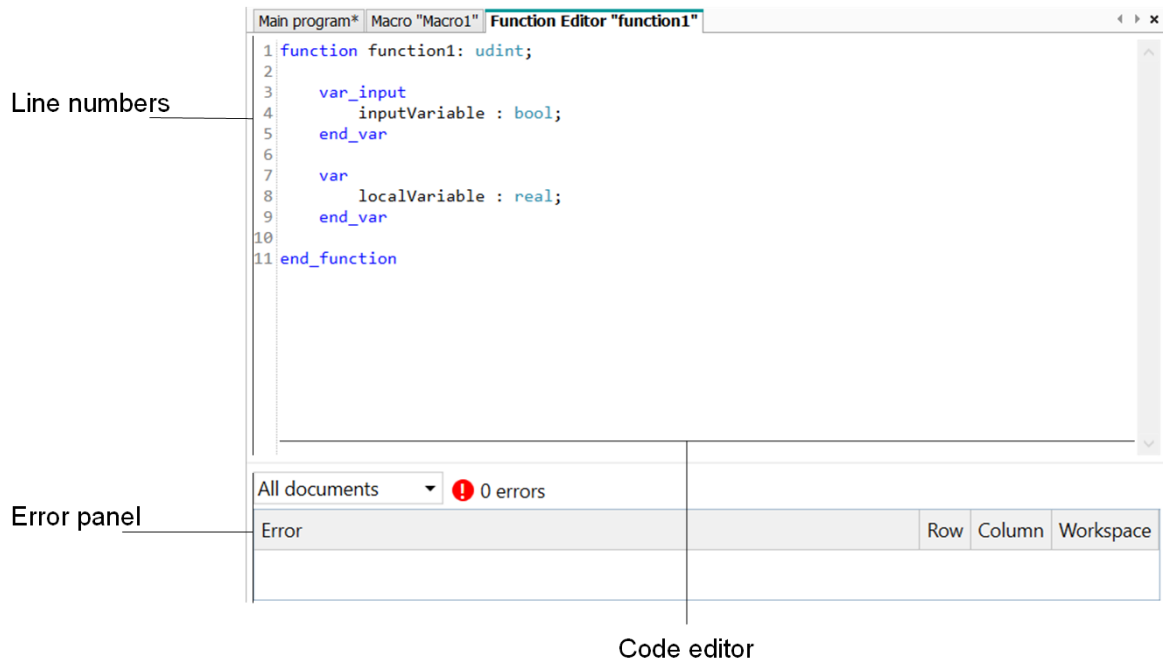 Main program* Macro "Macro1" Function Editor "function1"
1 function function1: udint;
2
3 var_input
4 inputVariable : bool;
5 end_var
6
7 var
8 localVariable : real;
9 end_var
10
11 end_function
Line numbers
All documents 0 errors
Error panel
Error Row Column Workspace
Code editor